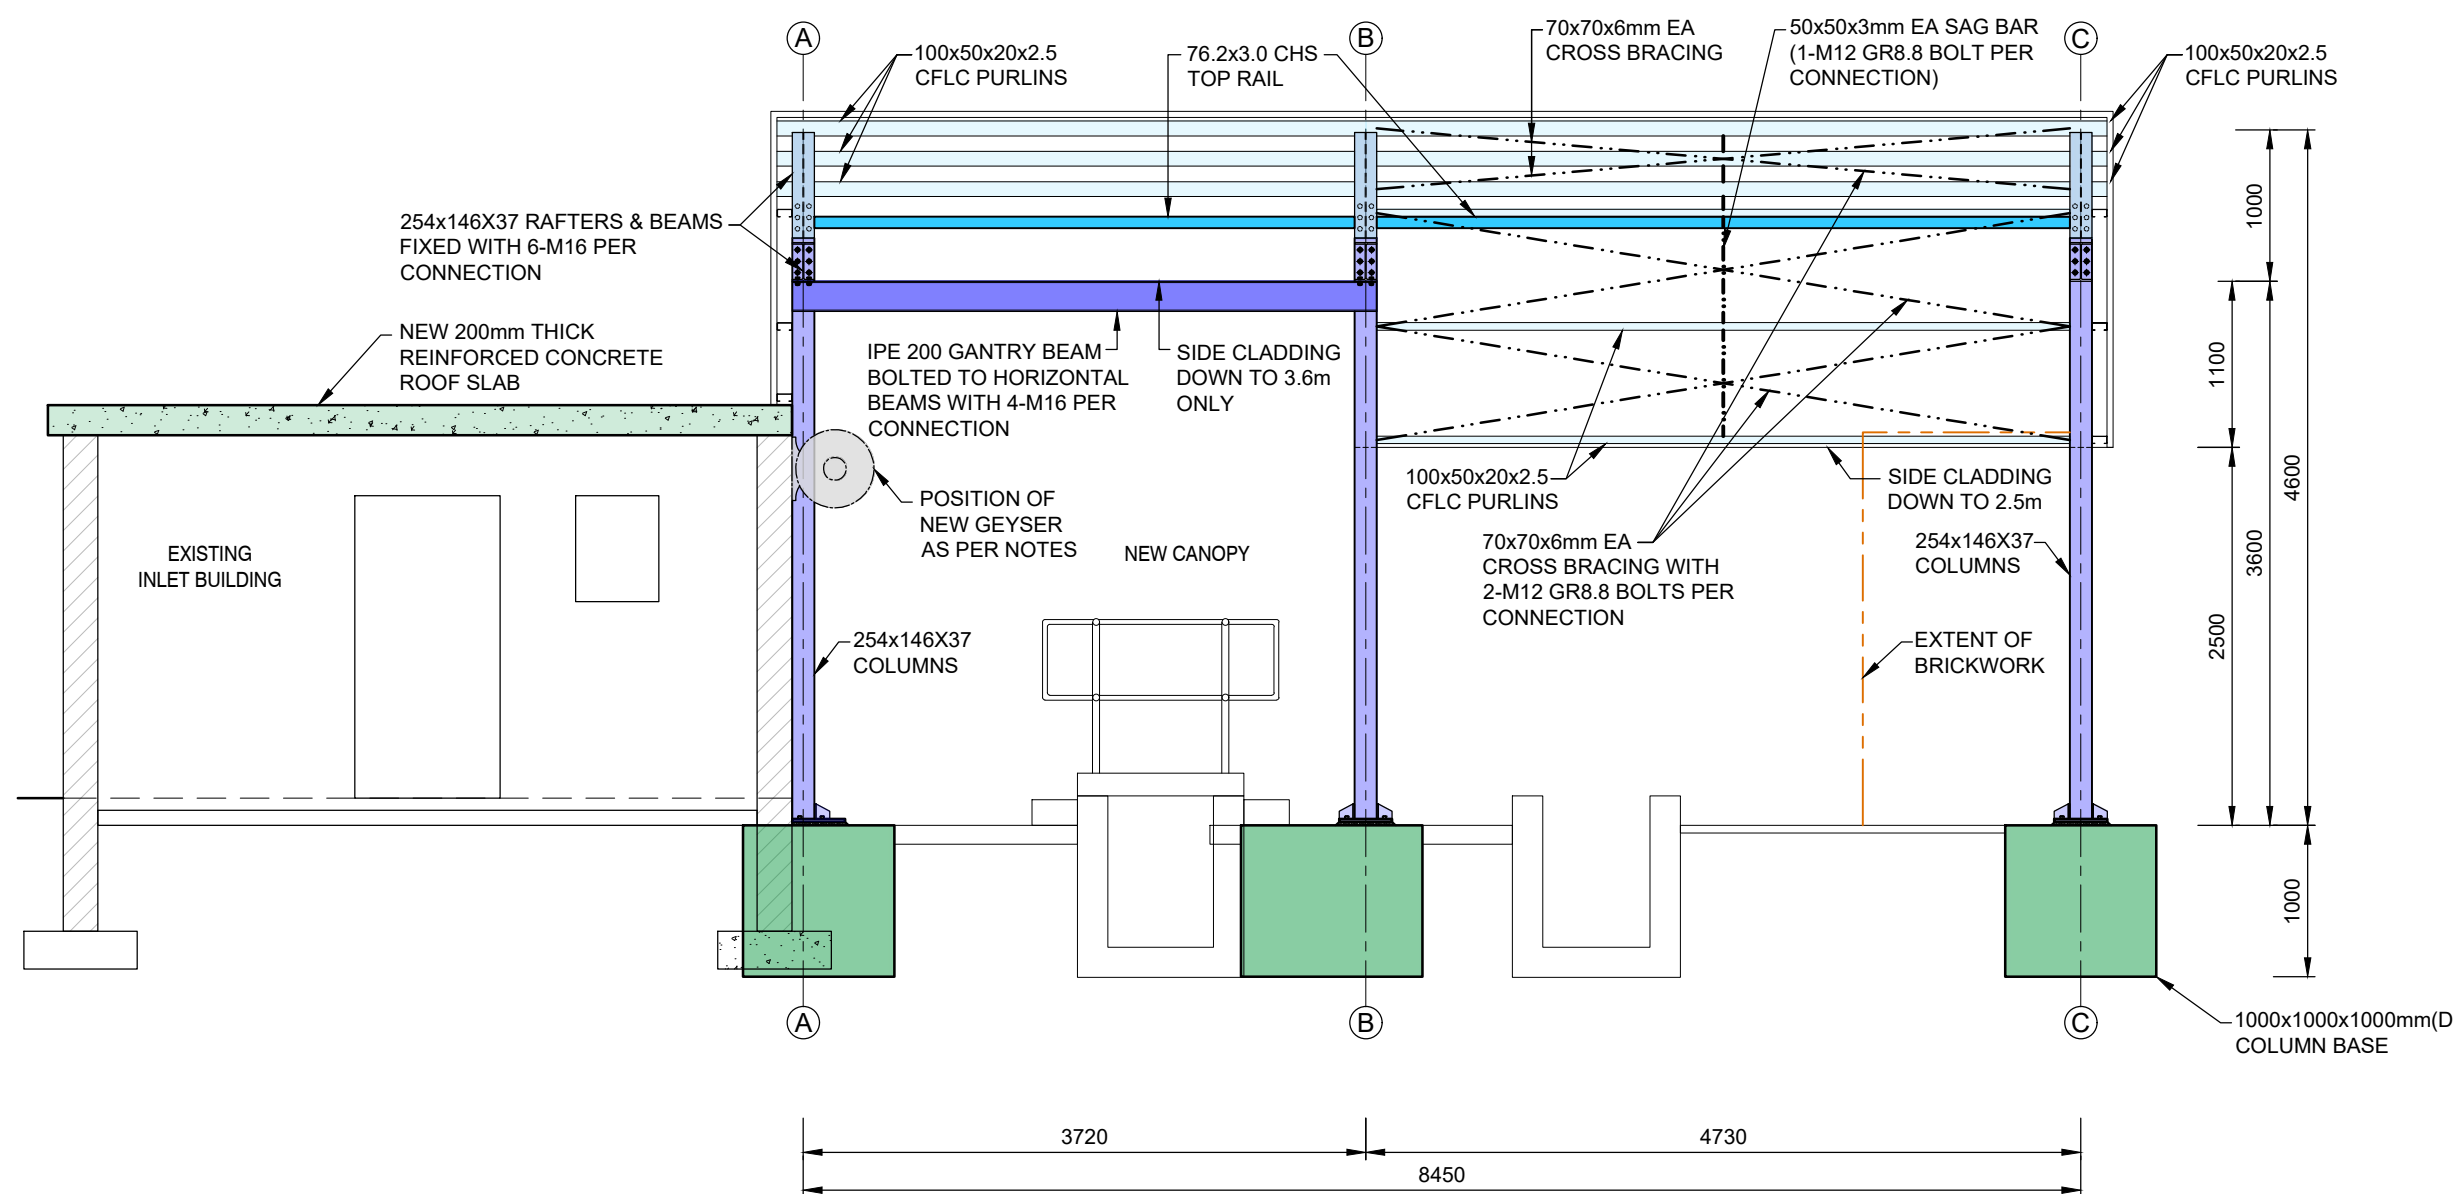 A
B
C
100x50x20x2.5
CFLC PURLINS
76.2x3.0 CHS
TOP RAIL
70x70x6mm EA
CROSS BRACING
50x50x3mm EA SAG BAR
(1-M12 GR8.8 BOLT PER
CONNECTION)
100x50x20x2.5
CFLC PURLINS
254x146X37 RAFTERS & BEAMS
FIXED WITH 6-M16 PER
CONNECTION
NEW 200mm THICK
REINFORCED CONCRETE
ROOF SLAB
IPE 200 GANTRY BEAM
BOLTED TO HORIZONTAL
BEAMS WITH 4-M16 PER
CONNECTION
SIDE CLADDING
DOWN TO 3.6m
ONLY
1000
1100
4600
3600
2500
1000
100x50x20x2.5
CFLC PURLINS
SIDE CLADDING
DOWN TO 2.5m
POSITION OF
NEW GEYSER
AS PER NOTES
EXISTING
INLET BUILDING
NEW CANOPY
70x70x6mm EA
CROSS BRACING WITH
2-M12 GR8.8 BOLTS PER
CONNECTION
254x146X37
COLUMNS
254x146X37
COLUMNS
EXTENT OF
BRICKWORK
A
B
C
1000x1000x1000mm(D
COLUMN BASE
3720
4730
8450